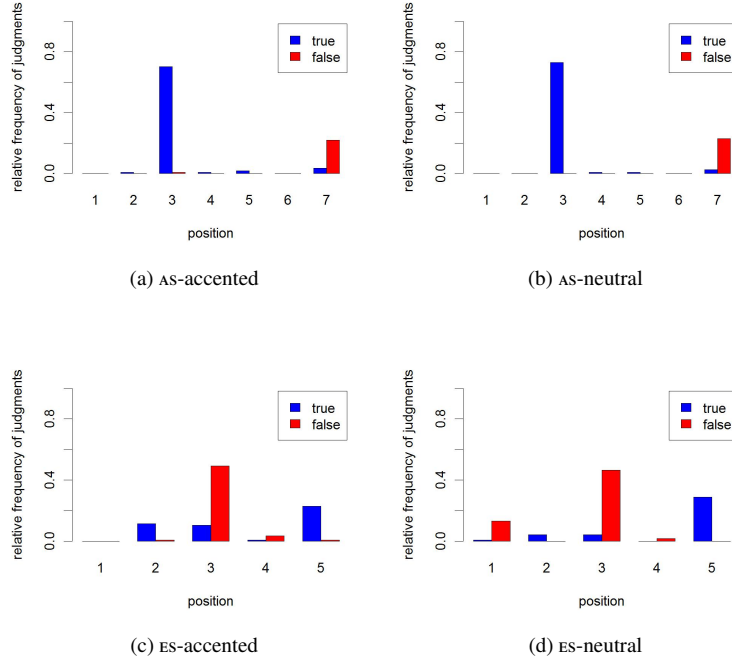 relative frequency of judgments
0.0 0.4 0.8
true
false
1 2 3 4 5 6 7
position
(a) AS-accented
relative frequency of judgments
0.0 0.4 0.8
true
false
1 2 3 4 5 6 7
position
(b) AS-neutral
relative frequency of judgments
0.0 0.4 0.8
true
false
1 2 3 4 5
position
(c) ES-accented
relative frequency of judgments
0.0 0.4 0.8
true
false
1 2 3 4 5
position
(d) ES-neutral